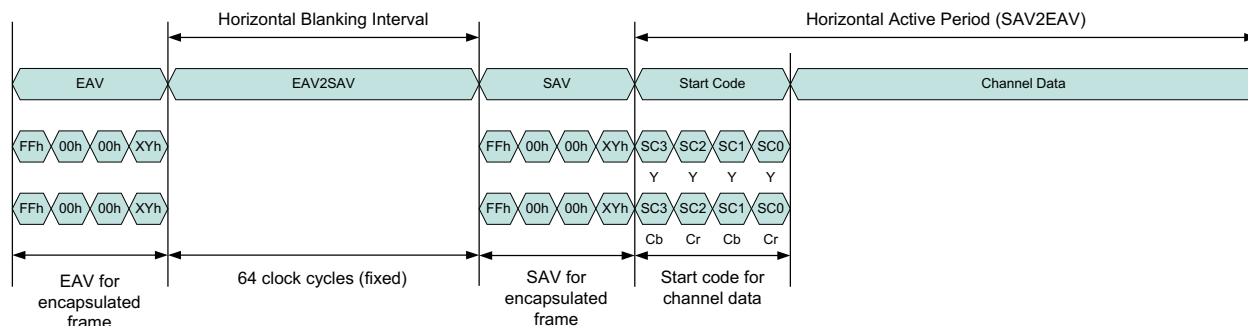 Horizontal Blanking Interval
Horizontal Active Period (SAV2EAV)
EAV
EAV2SAV
SAV
Start Code
Channel Data
FFh 00h 00h XYh
FFh 00h 00h XYh
SC3 SC2 SC1 SC0
Y Y Y Y
FFh 00h 00h XYh
FFh 00h 00h XYh
SC3 SC2 SC1 SC0
Cb Cr Cb Cr
EAV for
encapsulated
frame
64 clock cycles (fixed)
SAV for
encapsulated
frame
Start code for
channel data